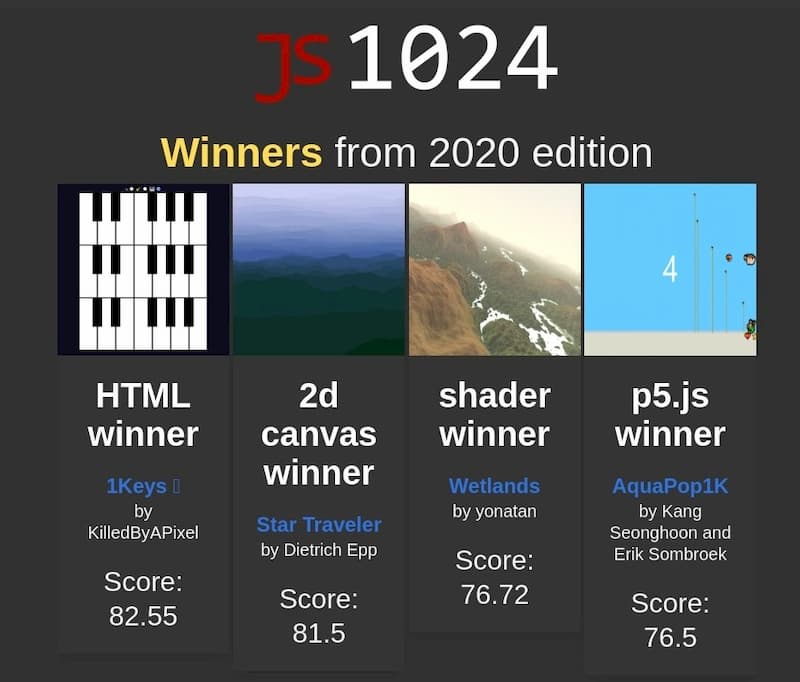 JS1024
Winners from 2020 edition
4
HTML
winner
1Keys
by
KilledByAPixel
Score:
82.55
2d
canvas
winner
Star Traveler
by Dietrich Epp
Score:
81.5
shader
winner
Wetlands
by yonatan
Score:
76.72
p5.js
winner
AquaPop1K
by Kang
Seonghoon and
Erik Sombroek
Score:
76.5